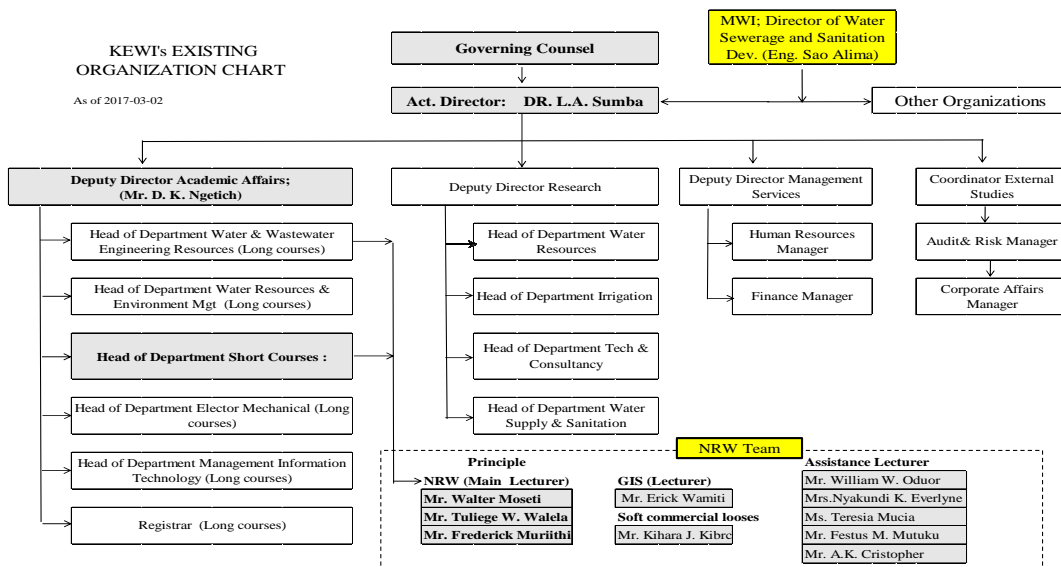 KEWI's EXISTING
ORGANIZATION CHART
As of 2017-03-02
Governing Counsel
MWI; Director of Water
Sewerage and Sanitation
Dev. (Eng. Sao Alima)
Act. Director: DR. L.A. Sumba
Other Organizations
Deputy Director Academic Affairs;
(Mr. D. K. Ngetich)
Deputy Director Research
Deputy Director Management
Services
Coordinator External
Studies
Head of Department Water & Wastewater
Engineering Resources (Long courses)
Head of Department Water
Resources
Human Resources
Manager
Audit& Risk Manager
Head of Department Water Resources &
Environment Mgt (Long courses)
Head of Department Irrigation
Finance Manager
Corporate Affairs
Manager
Head of Department Short Courses :
Head of Department Tech &
Consultancy
Head of Department Elector Mechanical (Long
courses)
Head of Department Water
Supply & Sanitation
Head of Department Management Information
Technology (Long courses)
Registrar (Long courses)
NRW Team
Principle
NRW (Main Lecturer)
Mr. Walter Moseti
Mr. Tuliege W. Walela
Mr. Frederick Muriithi
GIS (Lecturer)
Mr. Erick Wamiti
Soft commercial looses
Mr. Kihara J. Kibrc
Assistance Lecturer
Mr. William W. Oduor
Mrs.Nyakundi K. Everlyne
Ms. Teresia Mucia
Mr. Festus M. Mutuku
Mr. A.K. Cristopher